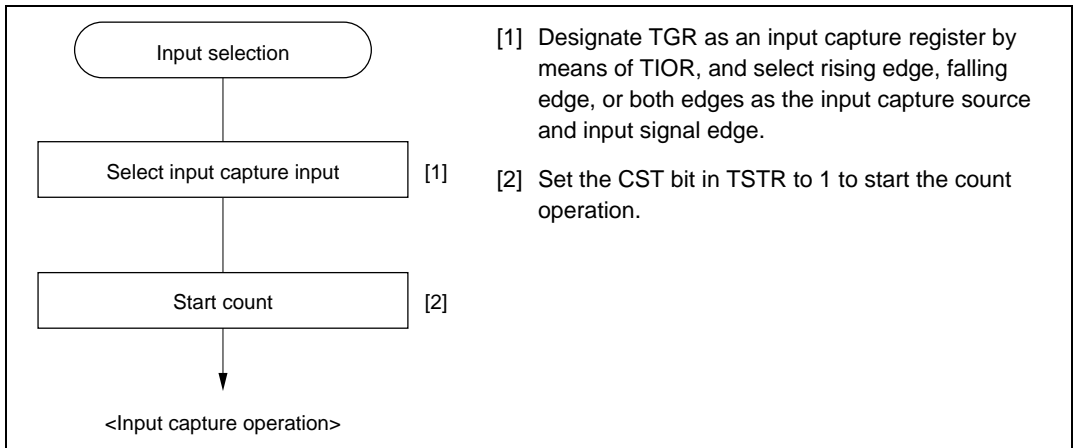 Input selection
Select input capture input
[1]
Start count
[2]
<Input capture operation>
[1] Designate TGR as an input capture register by
means of TIOR, and select rising edge, falling
edge, or both edges as the input capture source
and input signal edge.
[2] Set the CST bit in TSTR to 1 to start the count
operation.